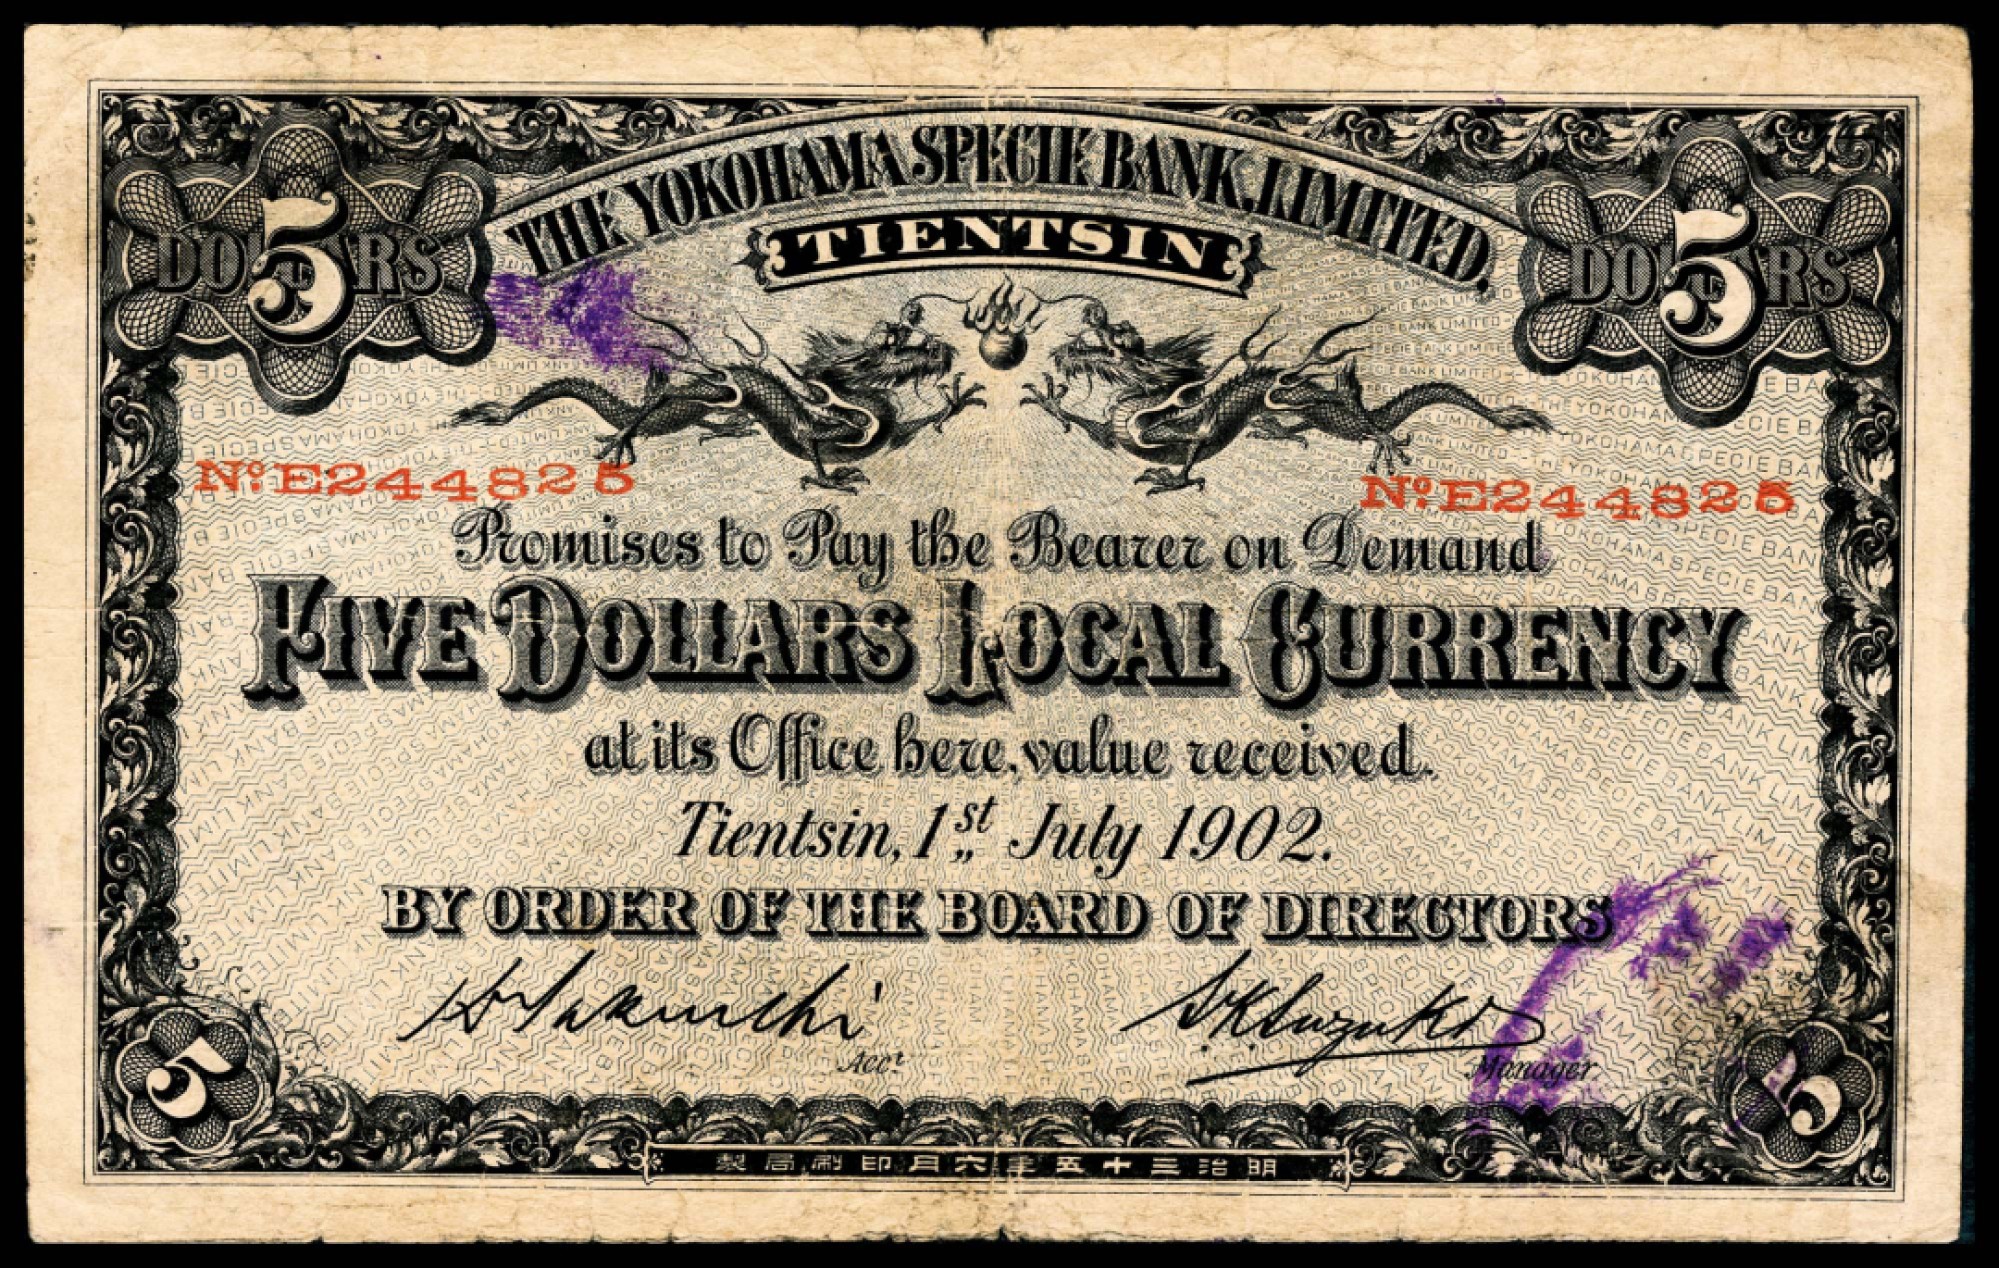 THE YOKOHAMA SPECIE BANK, LIMITED.
TIENTSIN
5 DOLLARS
5 DOLLARS
No. E244825
No. E244825
Promises to Pay the Bearer on Demand
FIVE DOLLARS LOCAL CURRENCY
at its Office here, value received.
Tientsin, 1st July 1902.
BY ORDER OF THE BOARD OF DIRECTORS
H Takeuchi
S.K. Suzuki
Acct.
Manager
5
5
製局刷印月六年五十三治明